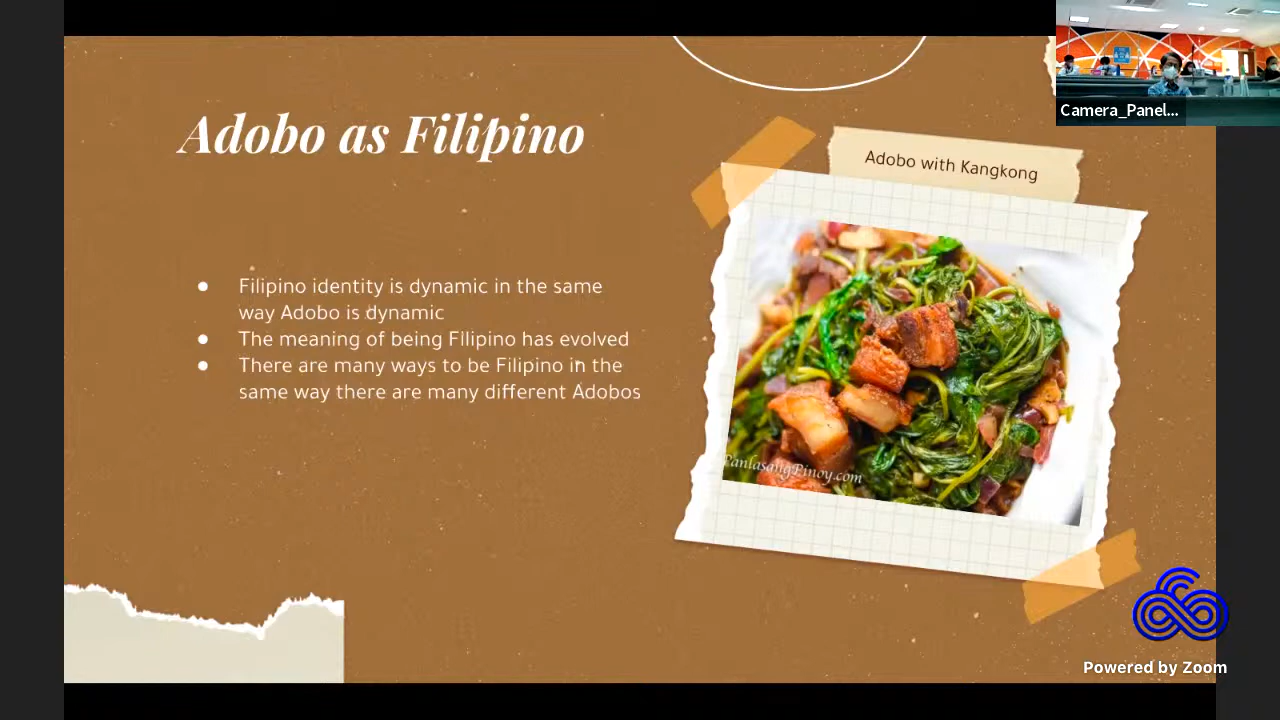 Camera_Panel...
Adobo as Filipino
Adobo with Kangkong
Filipino identity is dynamic in the same
way Adobo is dynamic
The meaning of being FIlipino has evolved
There are many ways to be Filipino in the
same way there are many different Adobos
PanlasangPinoy.com
Powered by Zoom